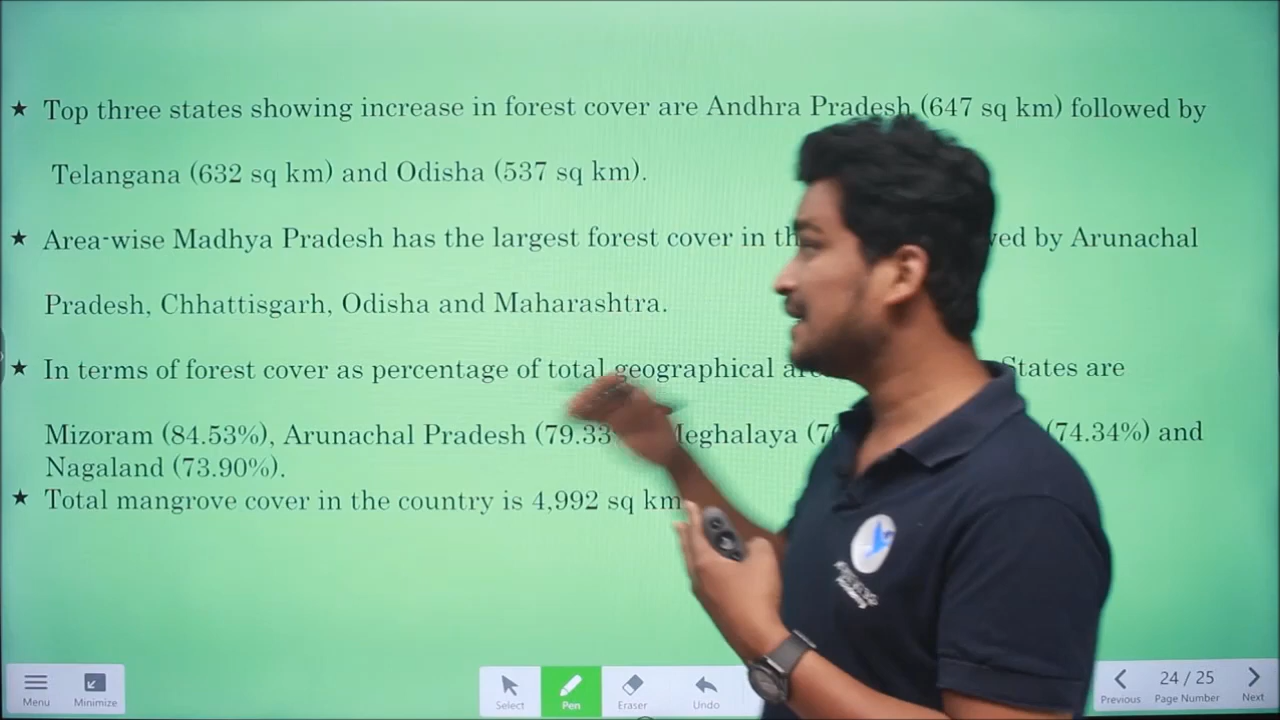 ★ Top three states showing increase in forest cover are Andhra Pradesh (647 sq km) followed by
Telangana (632 sq km) and Odisha (537 sq km).
★ Area-wise Madhya Pradesh has the largest forest cover in by Arunachal
Pradesh, Chhattisgarh, Odisha and Maharashtra.
★ In terms of forest cover as percentage of total geographical States are
Mizoram (84.53%), Arunachal Pradesh (79.33 Meghalaya (74.34%) and
Nagaland (73.90%).
★ Total mangrove cover in the country is 4,992 sq km
Menu Minimize Select Pen Eraser Undo Previous 24 / 25 Page Number Next